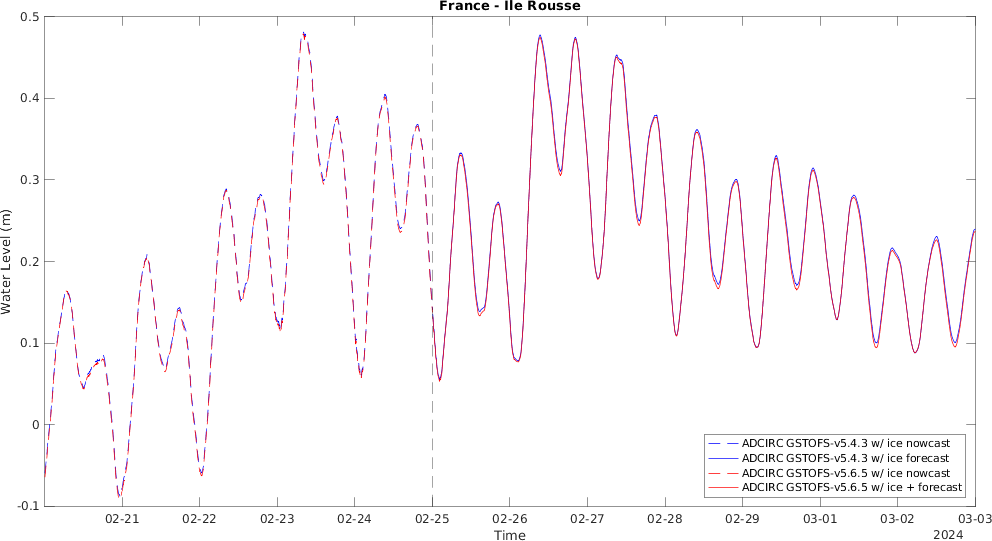 France - Ile Rousse
0.5
0.4
0.3
0.2
0.1
0
-0.1
Water Level (m)
ADCIRC GSTOFS-v5.4.3 w/ ice nowcast
ADCIRC GSTOFS-v5.4.3 w/ ice forecast
ADCIRC GSTOFS-v5.6.5 w/ ice nowcast
ADCIRC GSTOFS-v5.6.5 w/ ice + forecast
02-21 02-22 02-23 02-24 02-25 02-26 02-27 02-28 02-29 03-01 03-02 03-03
Time
2024